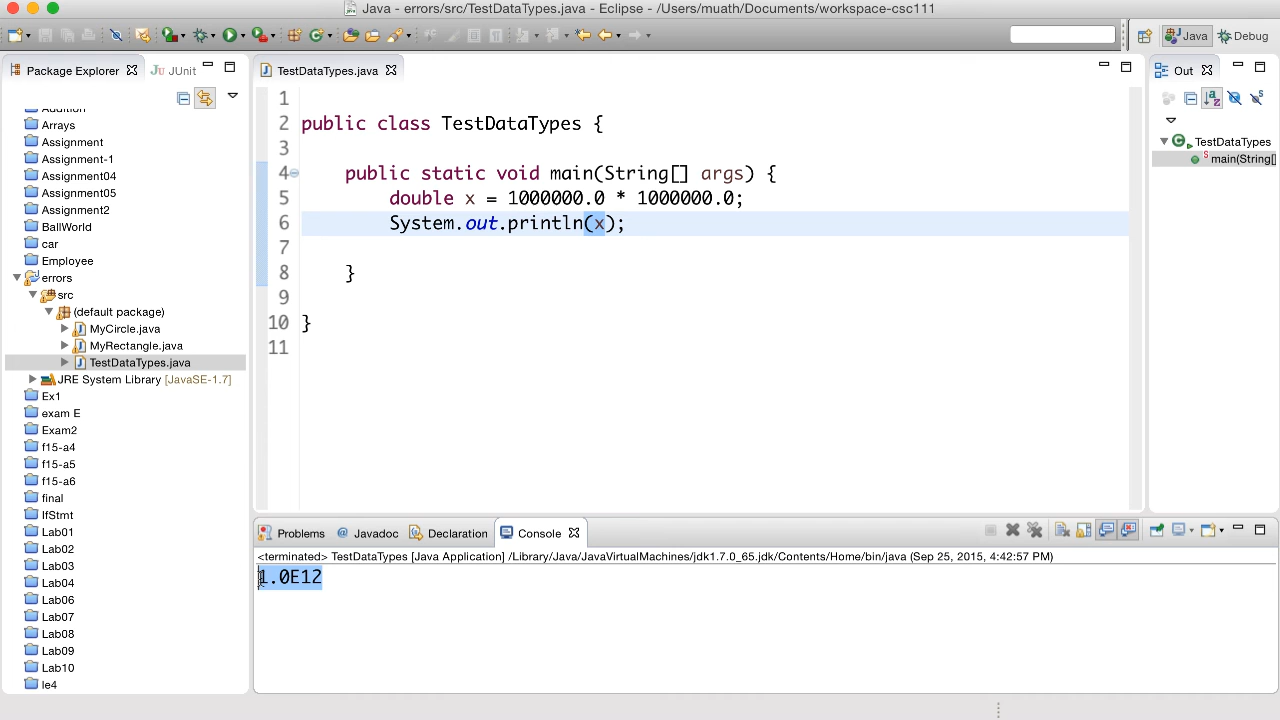 Java - errors/src/TestDataTypes.java - Eclipse - /Users/muath/Documents/workspace-csc111
Java
Debug
Package Explorer
JUnit
Addition
Arrays
Assignment
Assignment-1
Assignment04
Assignment05
Assignment2
BallWorld
car
Employee
errors
src
(default package)
MyCircle.java
MyRectangle.java
TestDataTypes.java
JRE System Library [JavaSE-1.7]
Ex1
exam E
Exam2
f15-a4
f15-a5
f15-a6
final
IfStmt
Lab01
Lab02
Lab03
Lab04
Lab06
Lab07
Lab08
Lab09
Lab10
le4
TestDataTypes.java
1
2 public class TestDataTypes {
3
4 public static void main(String[] args) {
5 double x = 1000000.0 * 1000000.0;
6 System.out.println(x);
7
8 }
9
10 }
11
Out
TestDataTypes
main(String[]
Problems
Javadoc
Declaration
Console
<terminated> TestDataTypes [Java Application] /Library/Java/JavaVirtualMachines/jdk1.7.0_65.jdk/Contents/Home/bin/java (Sep 25, 2015, 4:42:57 PM)
1.0E12